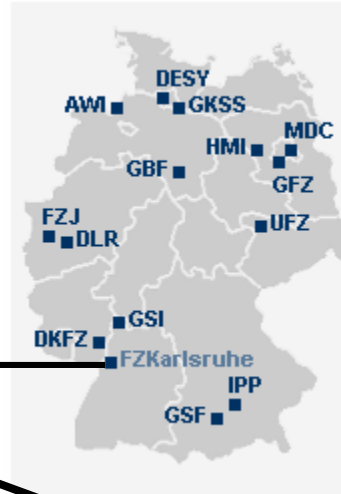 DESY
AWI
GKSS
MDC
HMI
GBF
GFZ
FZJ
UFZ
DLR
GSI
DKFZ
FZKarlsruhe
IPP
GSF